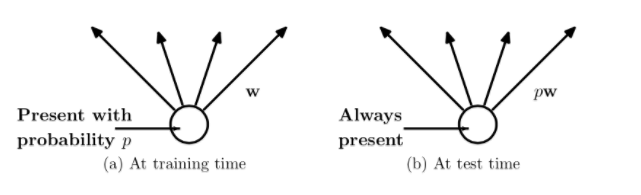 w
Present with
probability p
(a) At training time
pw
Always
present
(b) At test time